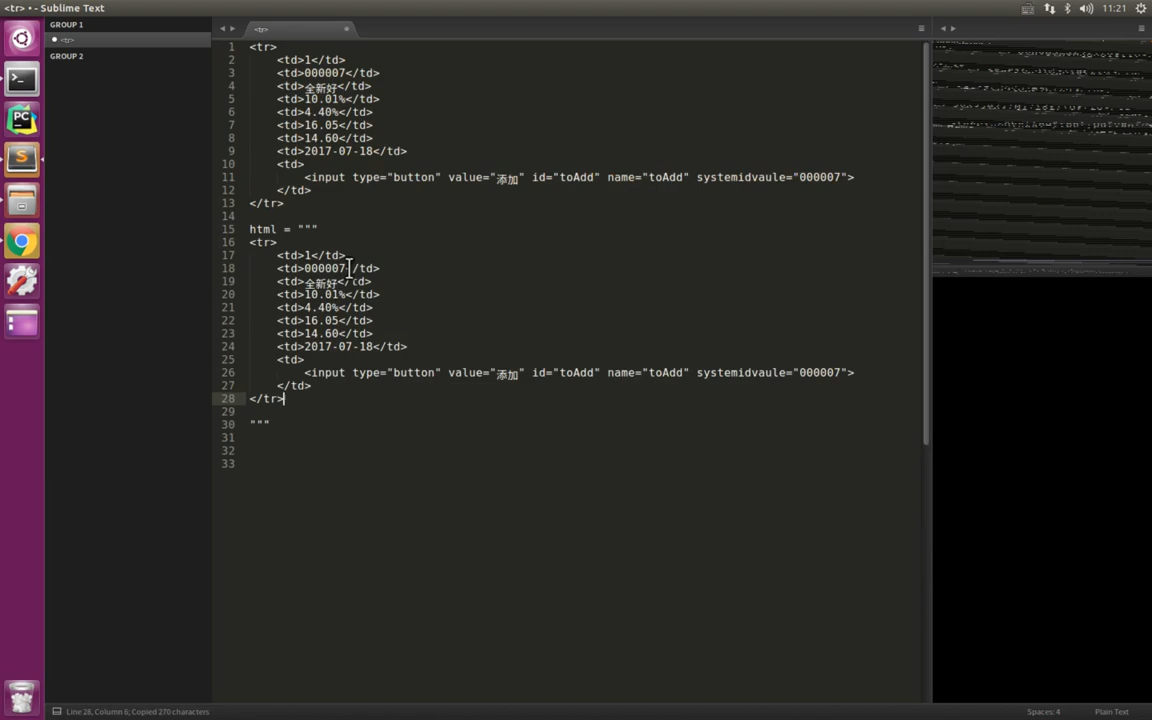 <tr> • - Sublime Text
11:21
GROUP 1
<tr>
GROUP 2
<tr>
1 <tr>
2 <td>1</td>
3 <td>000007</td>
4 <td>全新好</td>
5 <td>10.01%</td>
6 <td>4.40%</td>
7 <td>16.05</td>
8 <td>14.60</td>
9 <td>2017-07-18</td>
10 <td>
11 <input type="button" value="添加" id="toAdd" name="toAdd" systemidvaule="000007">
12 </td>
13 </tr>
14
15 html = """
16 <tr>
17 <td>1</td>
18 <td>000007</td>
19 <td>全新好</td>
20 <td>10.01%</td>
21 <td>4.40%</td>
22 <td>16.05</td>
23 <td>14.60</td>
24 <td>2017-07-18</td>
25 <td>
26 <input type="button" value="添加" id="toAdd" name="toAdd" systemidvaule="000007">
27 </td>
28 </tr>
29
30 """
31
32
33
PC
S
Line 28, Column 6; Copied 270 characters
Spaces: 4
Plain Text